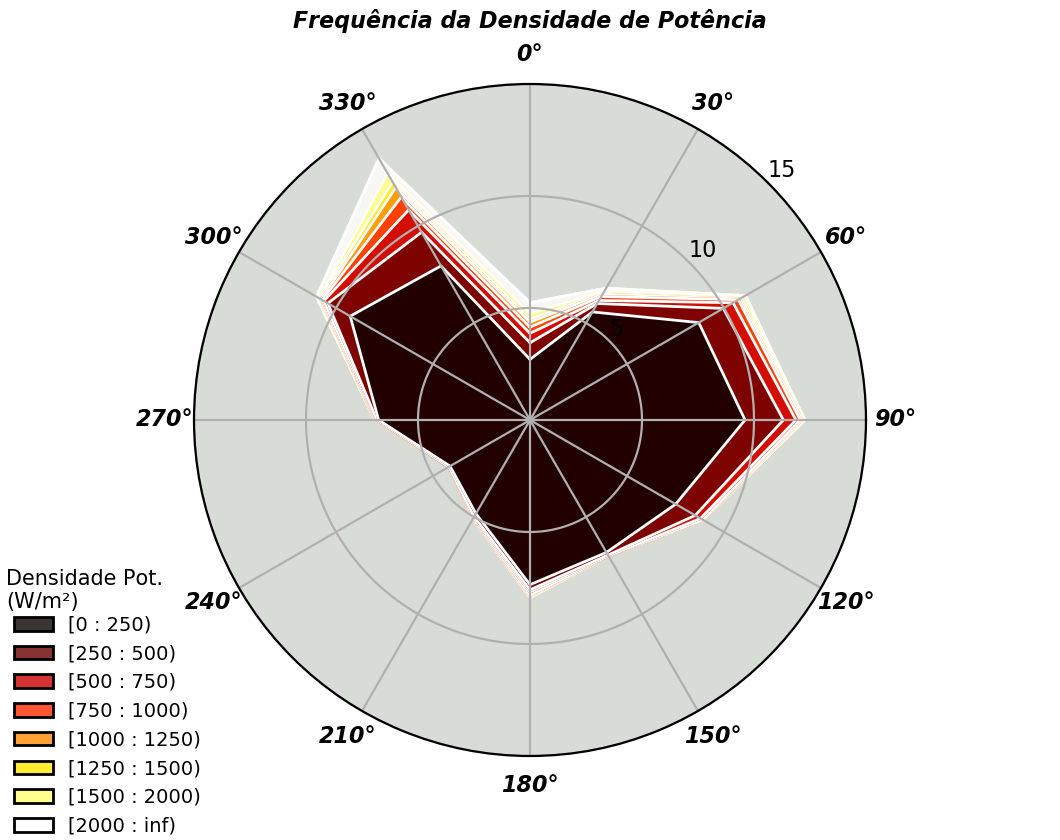 Frequência da Densidade de Potência
0°
330°
30°
15
300°
60°
10
5
270°
90°
Densidade Pot.
(W/m²)
240°
120°
[0 : 250)
[250 : 500)
[500 : 750)
[750 : 1000)
210°
150°
[1000 : 1250)
[1250 : 1500)
180°
[1500 : 2000)
[2000 : inf)